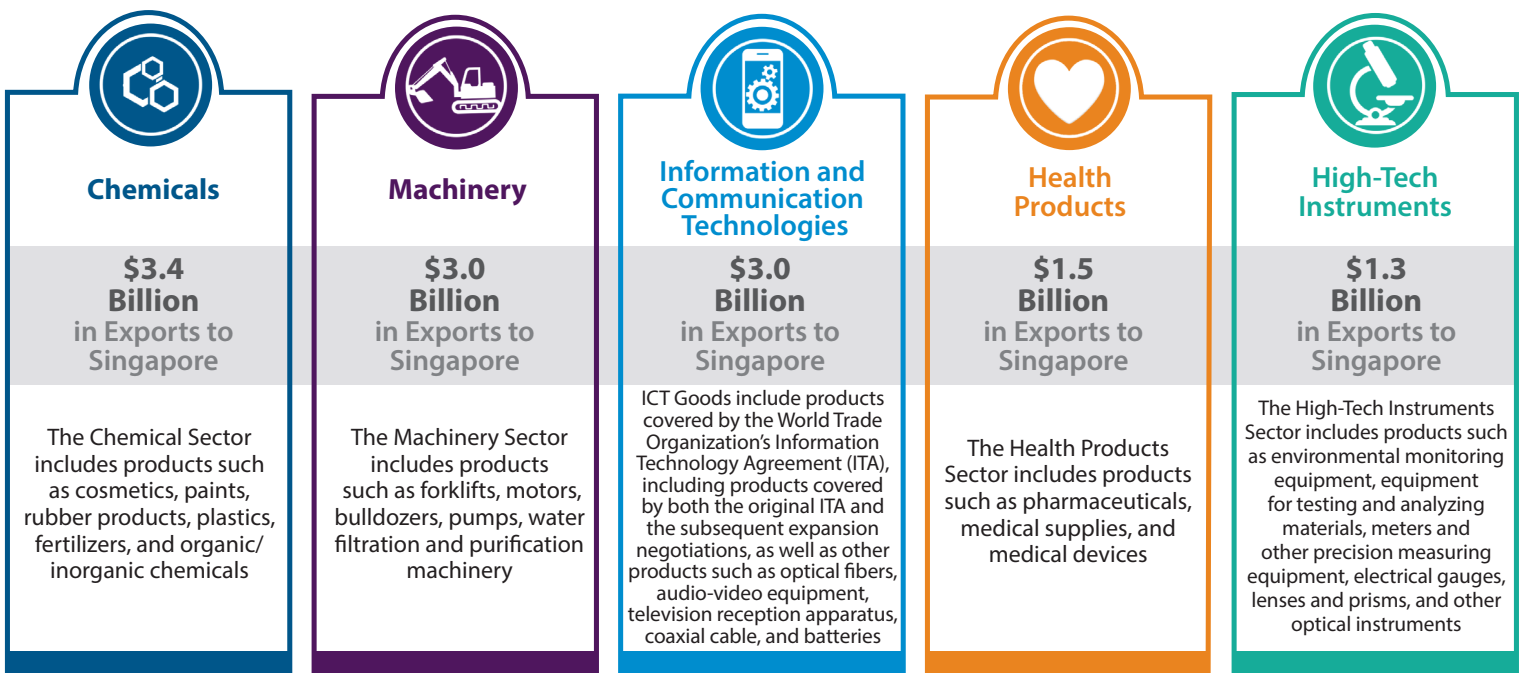 Chemicals
$3.4
Billion
in Exports to
Singapore
The Chemical Sector
includes products such
as cosmetics, paints,
rubber products, plastics,
fertilizers, and organic/
inorganic chemicals
Machinery
$3.0
Billion
in Exports to
Singapore
The Machinery Sector
includes products
such as forklifts, motors,
bulldozers, pumps, water
filtration and purification
machinery
Information and
Communication
Technologies
$3.0
Billion
in Exports to
Singapore
ICT Goods include products
covered by the World Trade
Organization’s Information
Technology Agreement (ITA),
including products covered
by both the original ITA and
the subsequent expansion
negotiations, as well as other
products such as optical fibers,
audio-video equipment,
television reception apparatus,
coaxial cable, and batteries
Health
Products
$1.5
Billion
in Exports to
Singapore
The Health Products
Sector includes products
such as pharmaceuticals,
medical supplies, and
medical devices
High-Tech
Instruments
$1.3
Billion
in Exports to
Singapore
The High-Tech Instruments
Sector includes products such
as environmental monitoring
equipment, equipment
for testing and analyzing
materials, meters and
other precision measuring
equipment, electrical gauges,
lenses and prisms, and other
optical instruments